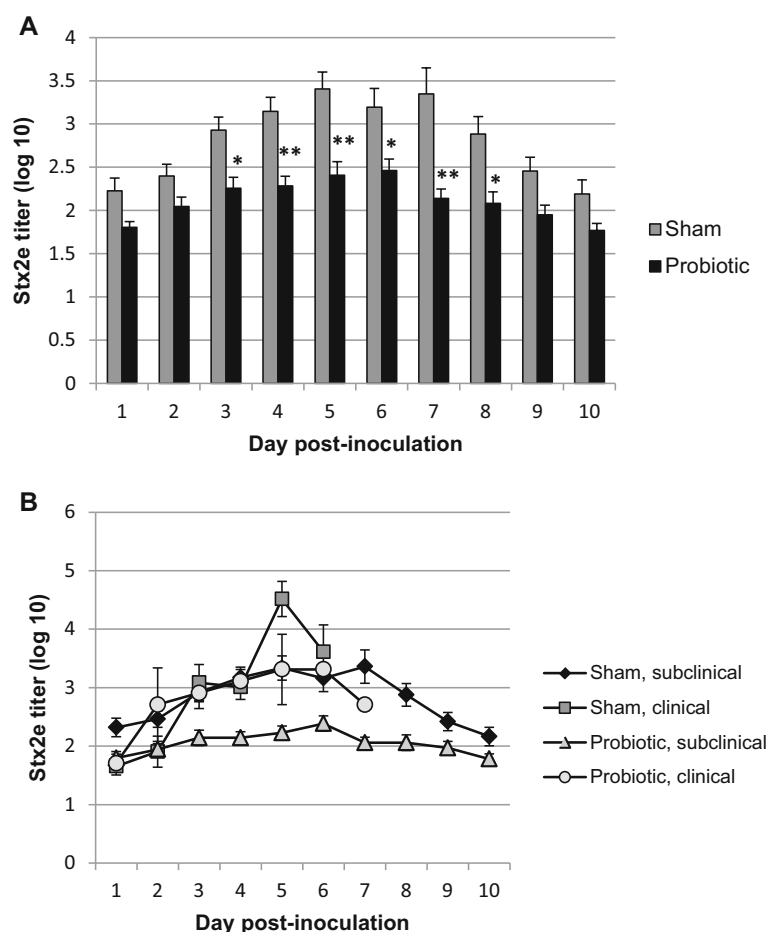 A
4
3.5
3
2.5
2
1.5
1
0.5
0
Stx2e titer (log 10)
* ** ** * ** *
1 2 3 4 5 6 7 8 9 10
Day post-inoculation
Sham
Probiotic
B
6
5
4
3
2
1
0
Stx2e titer (log 10)
1 2 3 4 5 6 7 8 9 10
Day post-inoculation
Sham, subclinical
Sham, clinical
Probiotic, subclinical
Probiotic, clinical